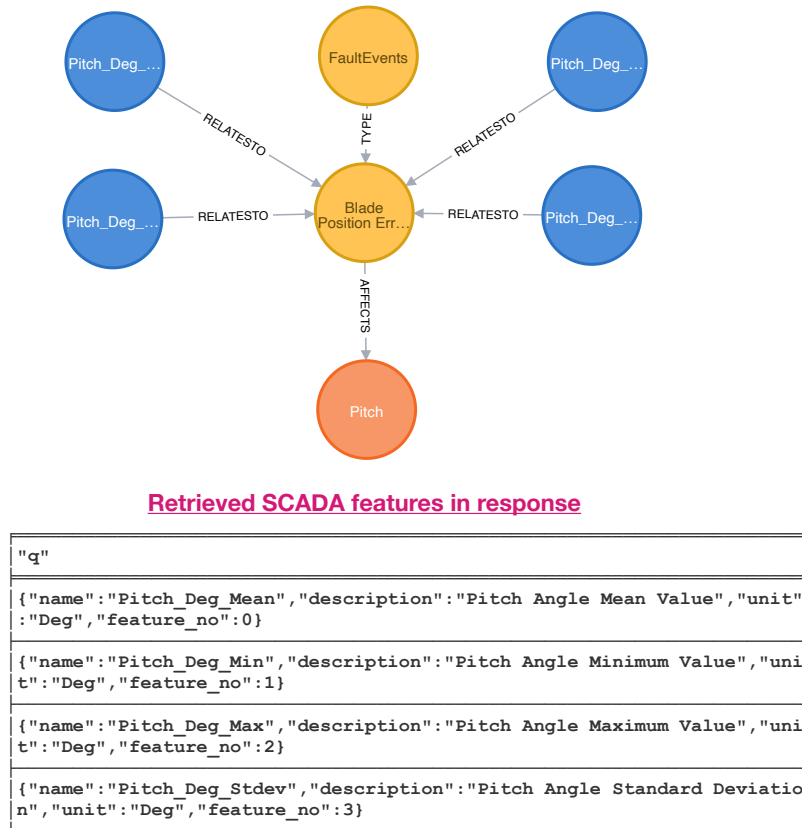 Pitch_Deg_…
FaultEvents
Pitch_Deg_…
RELATESTO
TYPE
RELATESTO
Pitch_Deg_…
RELATESTO
Blade
Position Err…
RELATESTO
Pitch_Deg_…
AFFECTS
Pitch
Retrieved SCADA features in response
"q"
{"name":"Pitch_Deg_Mean","description":"Pitch Angle Mean Value","unit"
:"Deg","feature_no":0}
{"name":"Pitch_Deg_Min","description":"Pitch Angle Minimum Value","uni
t":"Deg","feature_no":1}
{"name":"Pitch_Deg_Max","description":"Pitch Angle Maximum Value","uni
t":"Deg","feature_no":2}
{"name":"Pitch_Deg_Stdev","description":"Pitch Angle Standard Deviatio
n","unit":"Deg","feature_no":3}